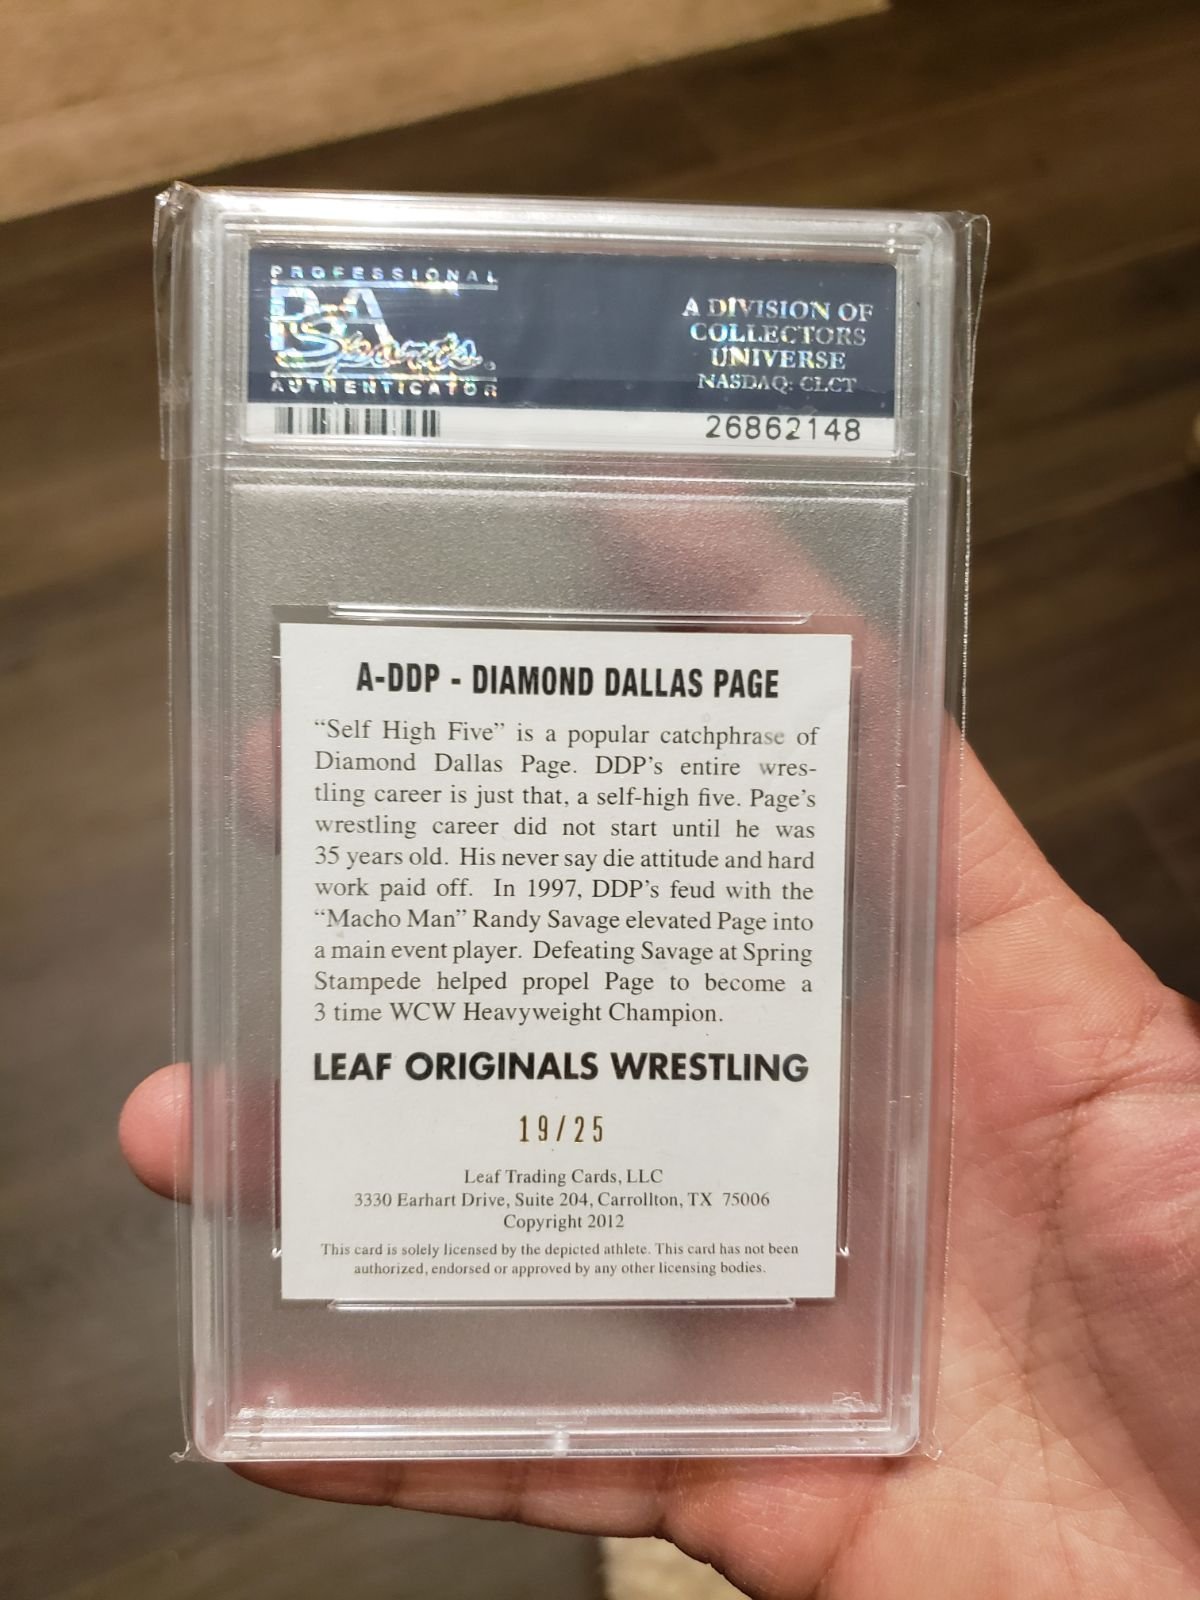 PROFESSIONAL
PSA
Sports
AUTHENTICATOR
A DIVISION OF
COLLECTORS
UNIVERSE
NASDAQ: CLCT
26862148
A-DDP - DIAMOND DALLAS PAGE
“Self High Five” is a popular catchphrase of
Diamond Dallas Page. DDP’s entire wres-
tling career is just that, a self-high five. Page’s
wrestling career did not start until he was
35 years old. His never say die attitude and hard
work paid off. In 1997, DDP’s feud with the
“Macho Man” Randy Savage elevated Page into
a main event player. Defeating Savage at Spring
Stampede helped propel Page to become a
3 time WCW Heavyweight Champion.
LEAF ORIGINALS WRESTLING
19/25
Leaf Trading Cards, LLC
3330 Earhart Drive, Suite 204, Carrollton, TX 75006
Copyright 2012
This card is solely licensed by the depicted athlete. This card has not been
authorized, endorsed or approved by any other licensing bodies.